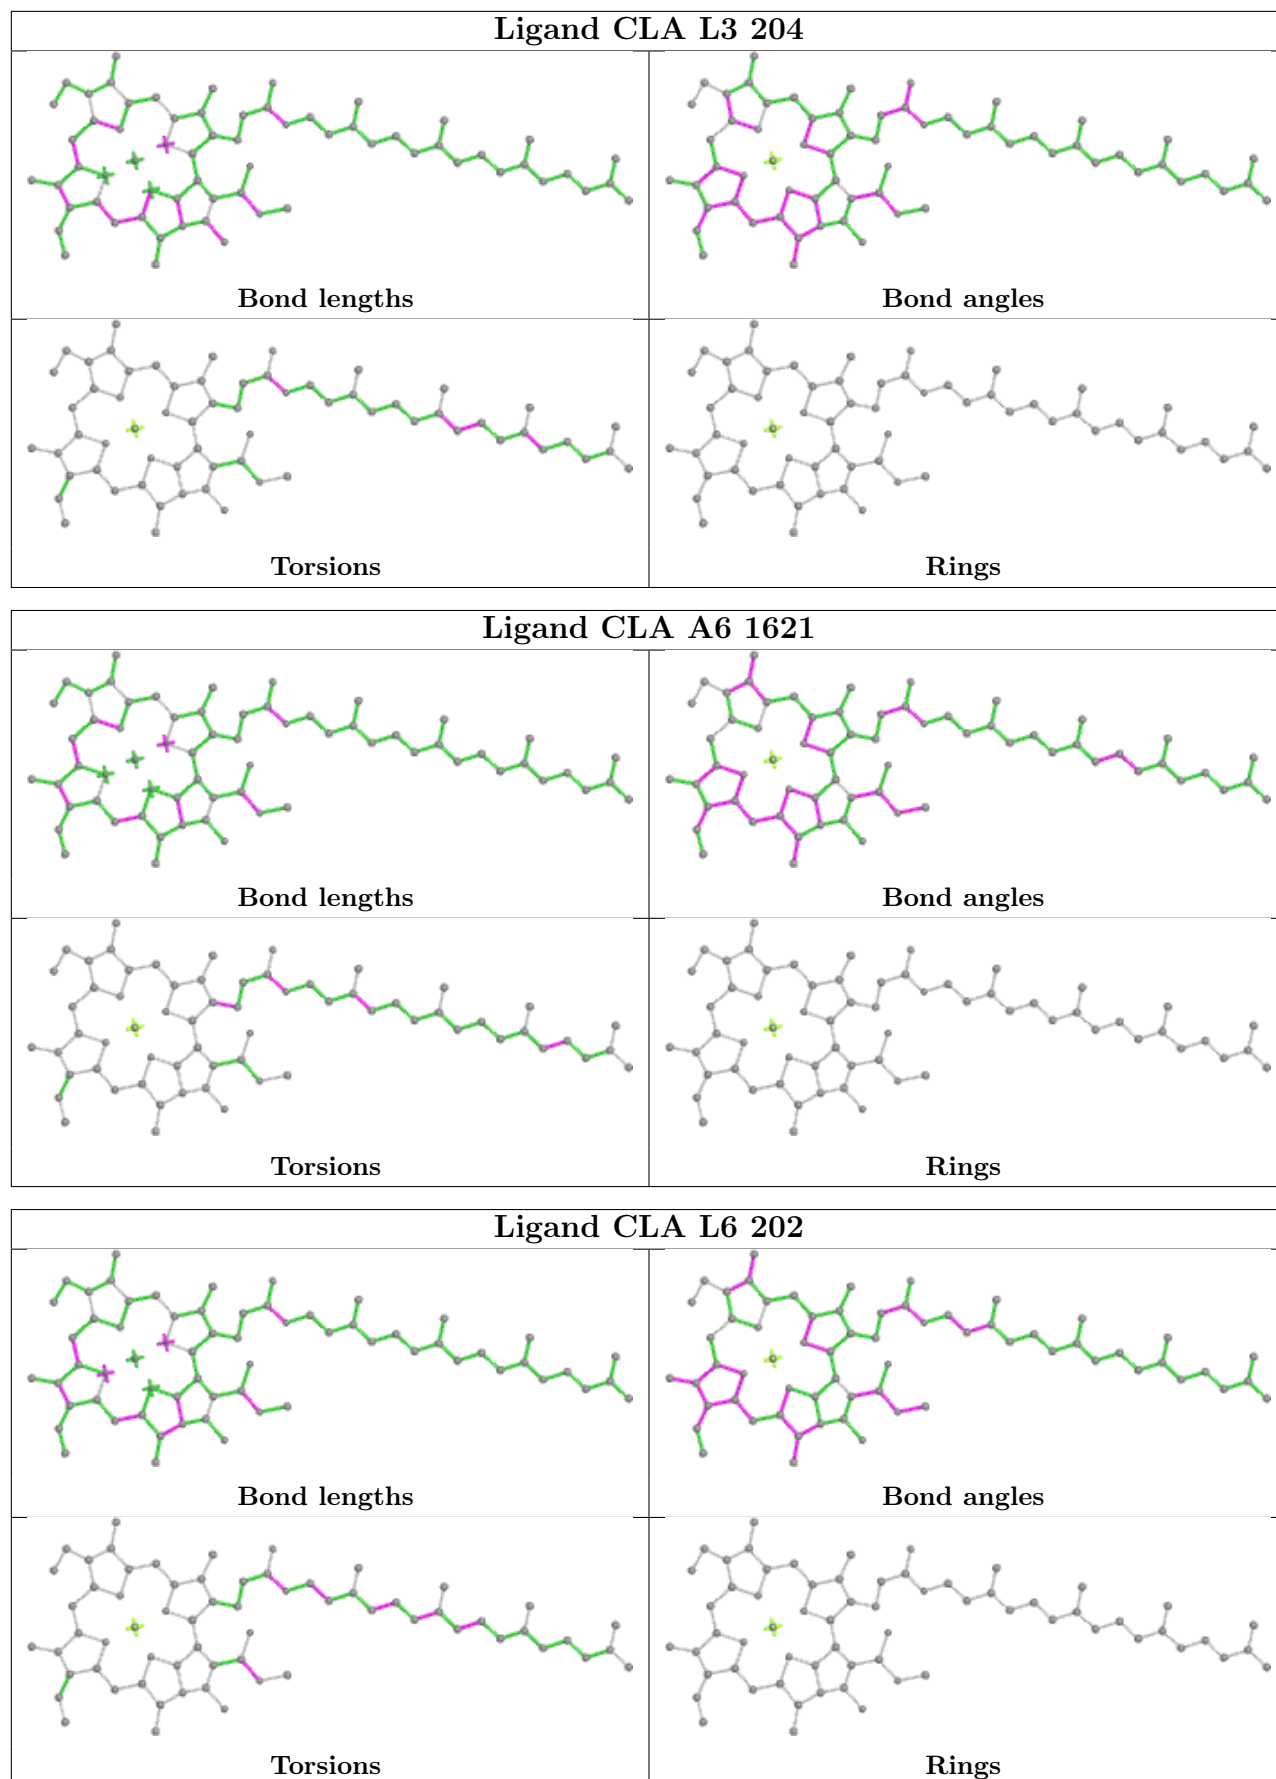 Ligand CLA L3 204
Bond lengths
Bond angles
Torsions
Rings
Ligand CLA A6 1621
Bond lengths
Bond angles
Torsions
Rings
Ligand CLA L6 202
Bond lengths
Bond angles
Torsions
Rings